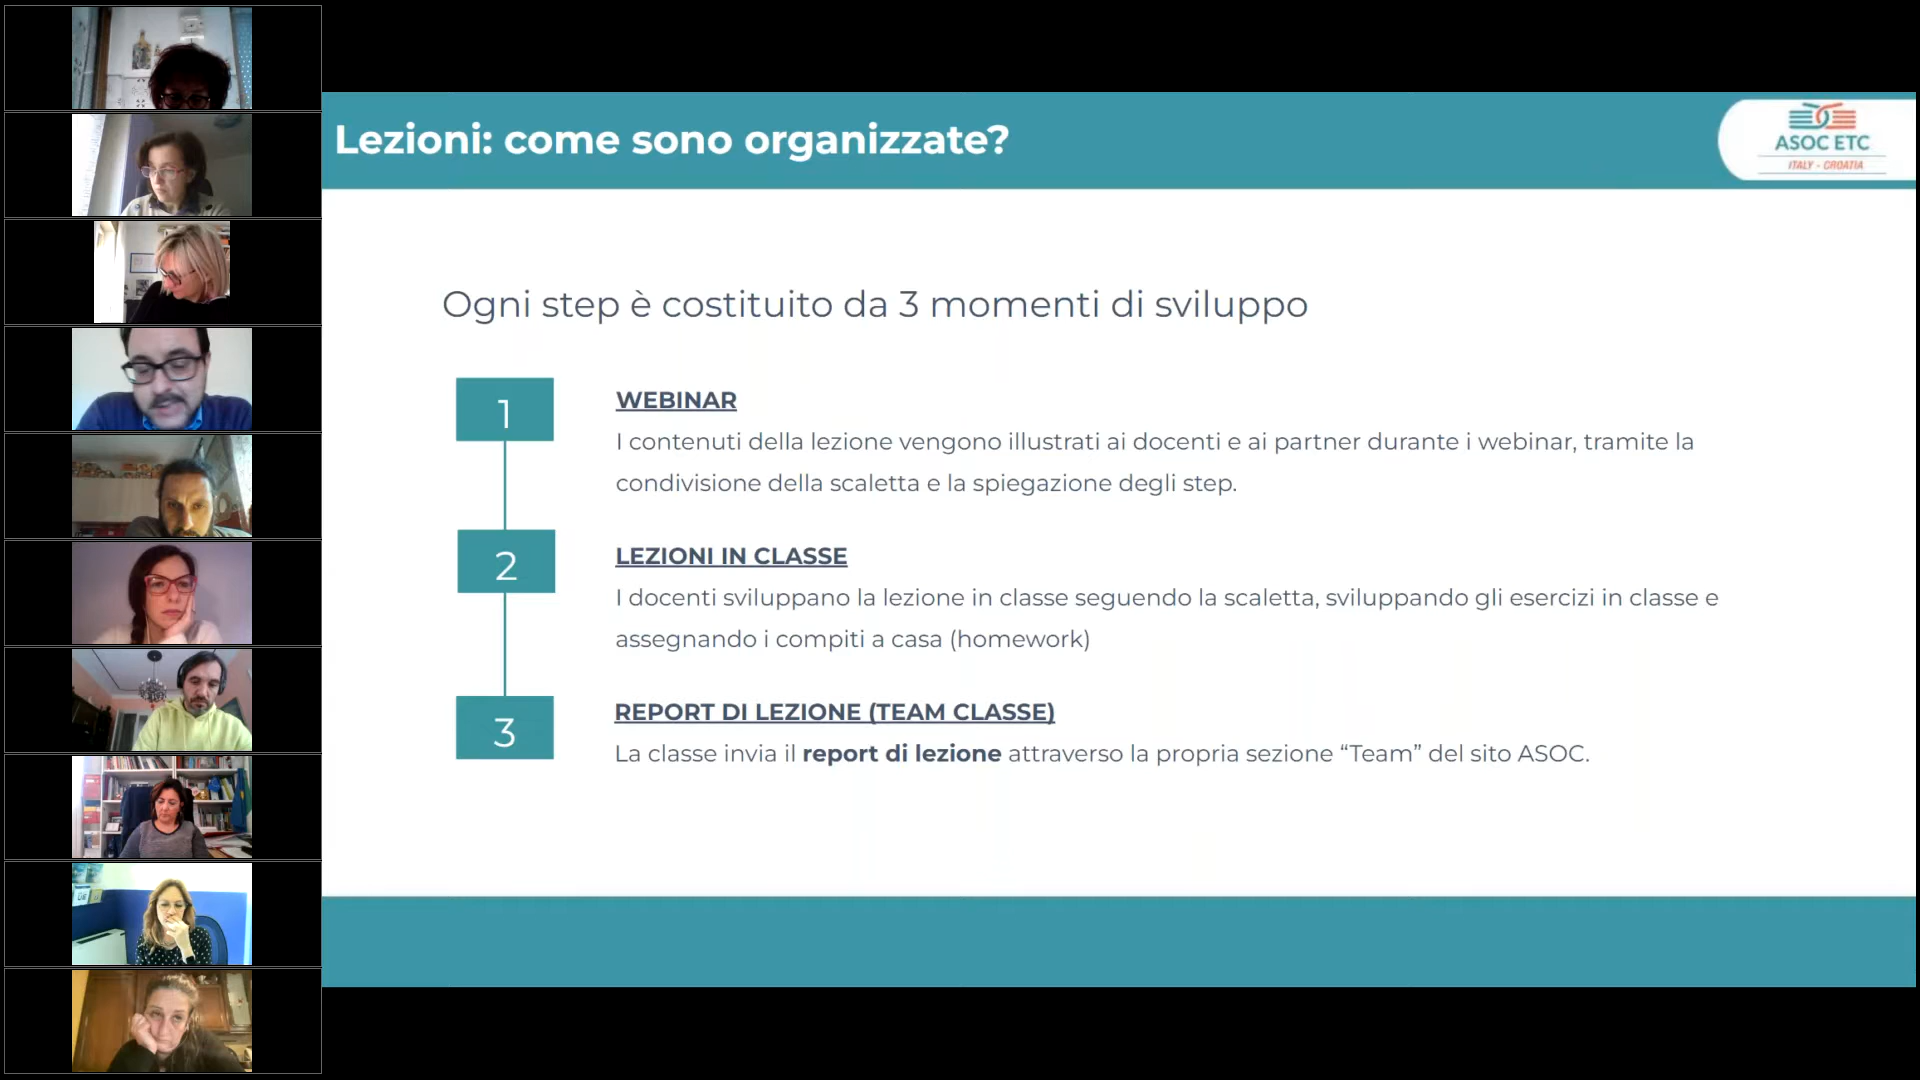 Lezioni: come sono organizzate?
ASOC ETC
ITALY - CROATIA
Ogni step è costituito da 3 momenti di sviluppo
1
WEBINAR
I contenuti della lezione vengono illustrati ai docenti e ai partner durante i webinar, tramite la
condivisione della scaletta e la spiegazione degli step.
2
LEZIONI IN CLASSE
I docenti sviluppano la lezione in classe seguendo la scaletta, sviluppando gli esercizi in classe e
assegnando i compiti a casa (homework)
3
REPORT DI LEZIONE (TEAM CLASSE)
La classe invia il report di lezione attraverso la propria sezione “Team” del sito ASOC.